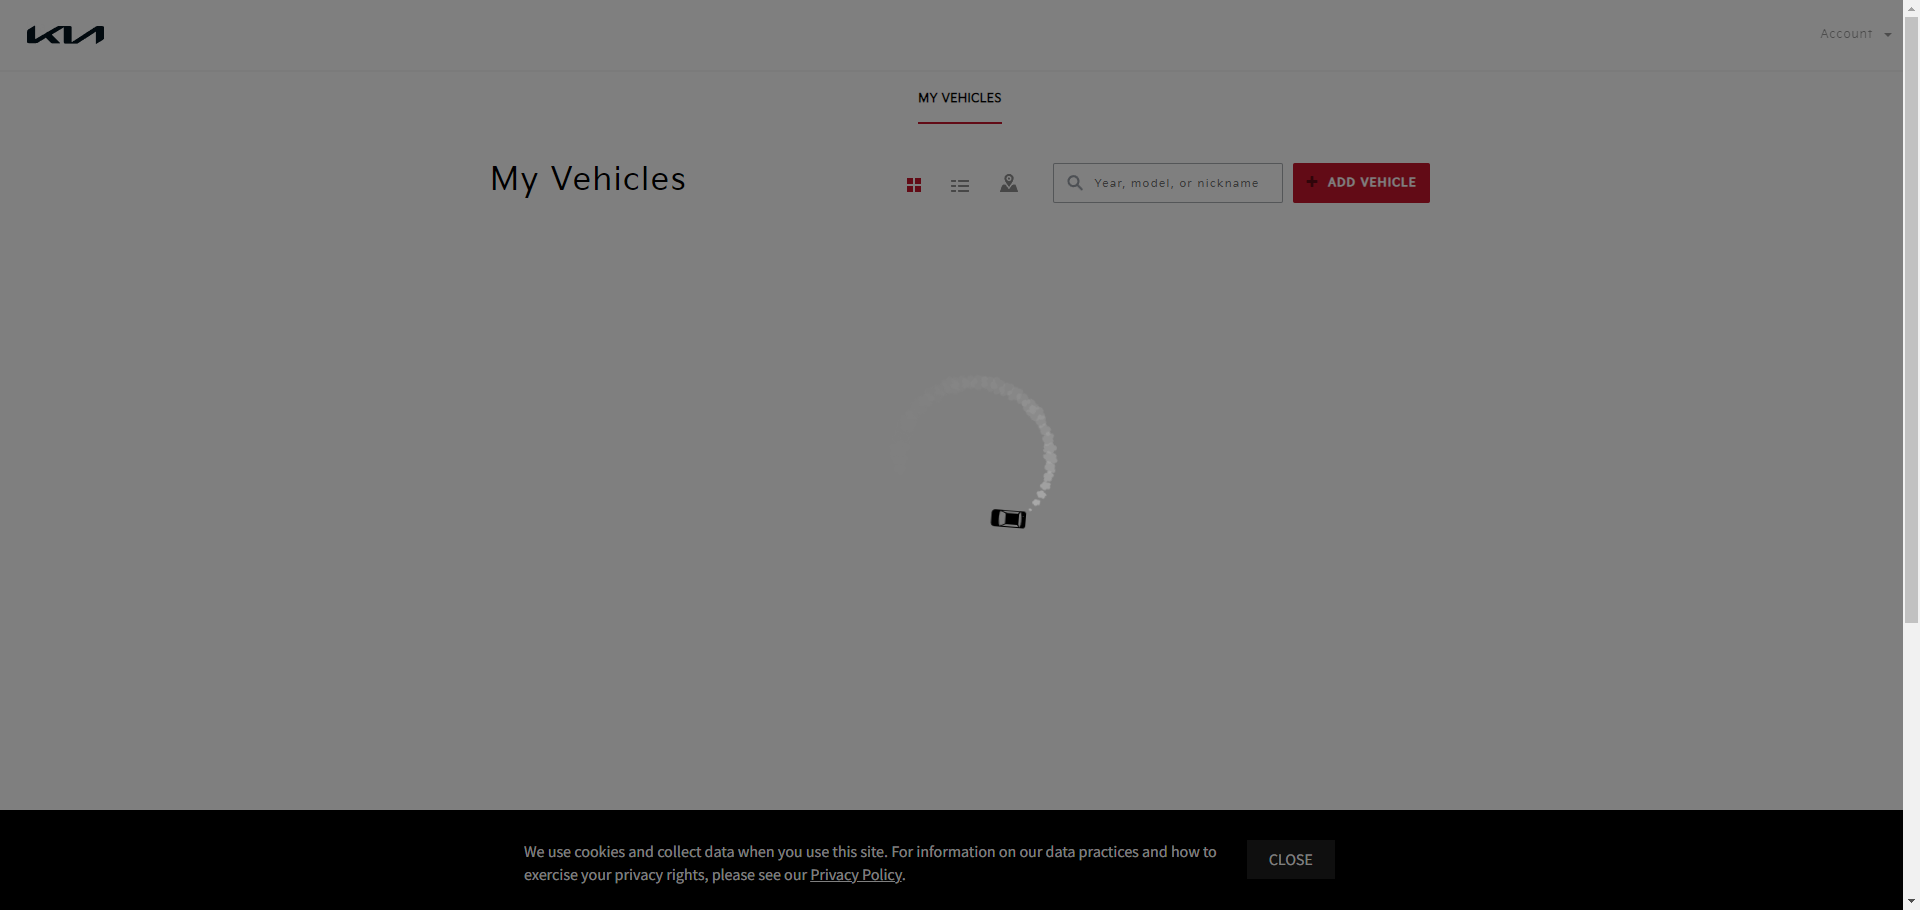 KIA
Account
MY VEHICLES
My Vehicles
Year, model, or nickname
ADD VEHICLE
We use cookies and collect data when you use this site. For information on our data practices and how to
exercise your privacy rights, please see our Privacy Policy.
CLOSE